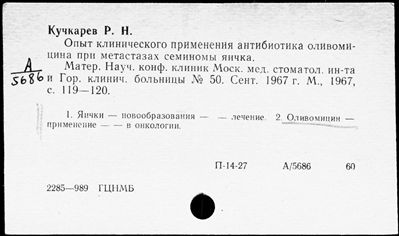 Кучкарев Р. Н.
Опыт клинического применения антибиотика оливоми-
цина при метастазах семиномы яичка.
А
5686
Матер. Науч. конф. клиник Моск. мед. стоматол. ин-та
и Гор. клинич. больницы № 50. Сент. 1967 г. М., 1967,
с. 119—120.
1. Яички — новообразования — — лечение. 2. Оливомицин —
применение — — в онкологии.
П-14-27 А/5686 60
2285—989 ГЦНМБ